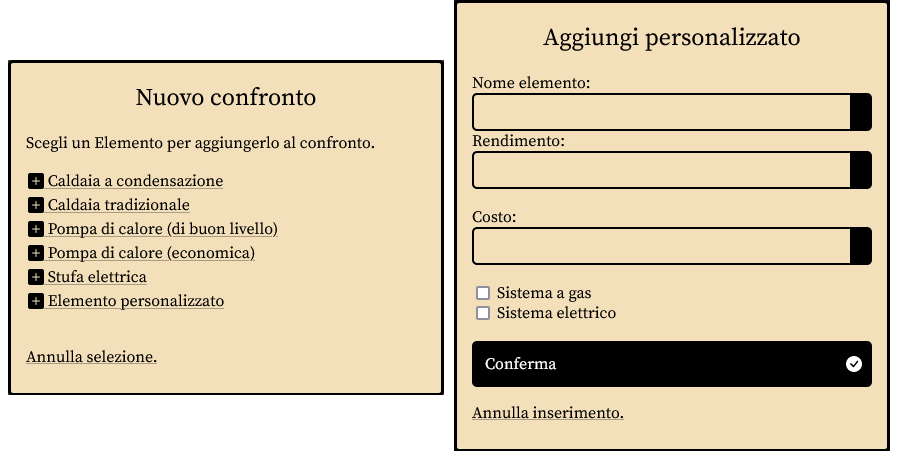 Nuovo confronto
Scegli un Elemento per aggiungerlo al confronto.
Caldaia a condensazione
Caldaia tradizionale
Pompa di calore (di buon livello)
Pompa di calore (economica)
Stufa elettrica
Elemento personalizzato
Annulla selezione.
Aggiungi personalizzato
Nome elemento:
Rendimento:
Costo:
Sistema a gas
Sistema elettrico
Conferma
Annulla inserimento.